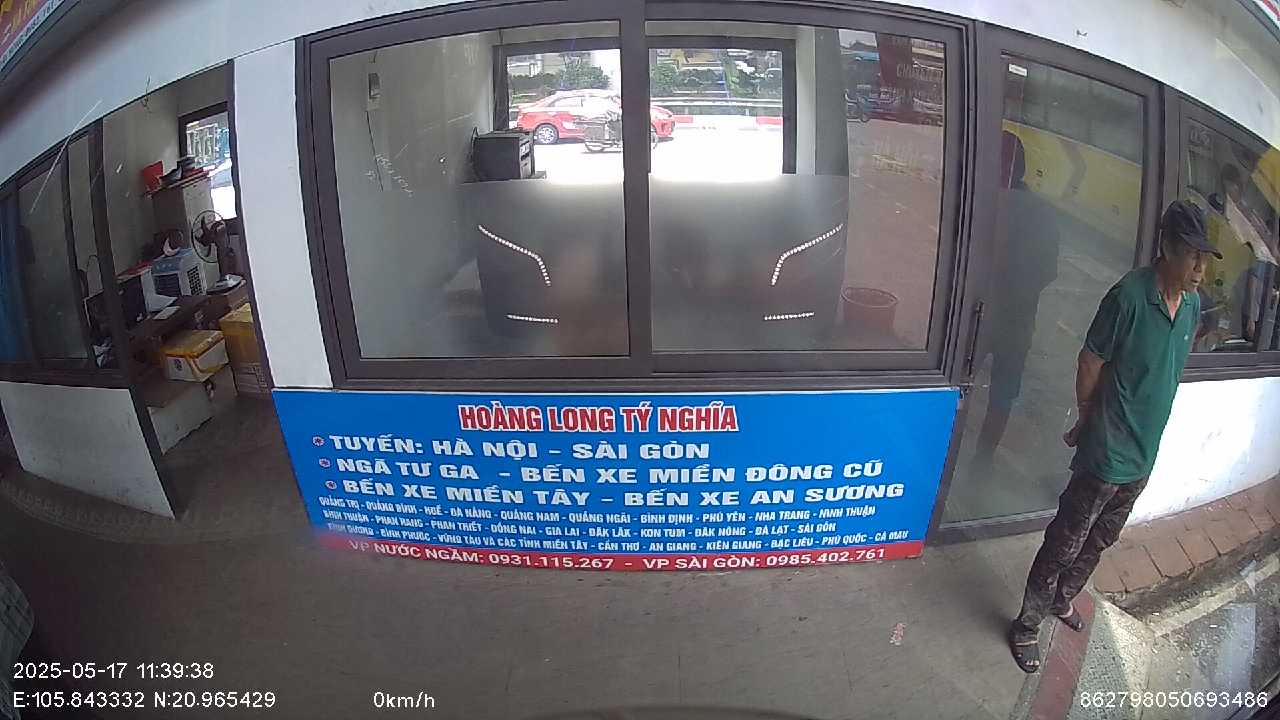 HOÀNG LONG TÝ NGHĨA
TUYẾN: HÀ NỘI - SÀI GÒN
NGÃ TƯ GA - BẾN XE MIỀN ĐÔNG CŨ
BẾN XE MIỀN TÂY - BẾN XE AN SƯƠNG
QUẢNG TRỊ - QUẢNG BÌNH - HUẾ - ĐÀ NẴNG - QUẢNG NAM - QUẢNG NGÃI - BÌNH ĐỊNH - PHÚ YÊN - NHA TRANG - NINH THUẬN
BÌNH THUẬN - PHAN RANG - PHAN THIẾT - ĐỒNG NAI - GIA LAI - ĐĂK LĂK - KON TUM - ĐĂK NÔNG - ĐÀ LẠT - SÀI GÒN
BÌNH DƯƠNG - BÌNH PHƯỚC - VŨNG TÀU VÀ CÁC TỈNH MIỀN TÂY - CẦN THƠ - AN GIANG - KIÊN GIANG - BẠC LIÊU - PHÚ QUỐC - CÀ MAU
VP NƯỚC NGẦM: 0931.115.267 - VP SÀI GÒN: 0985.402.761
2025-05-17 11:39:38
E:105.843332 N:20.965429 0km/h 862798050693486